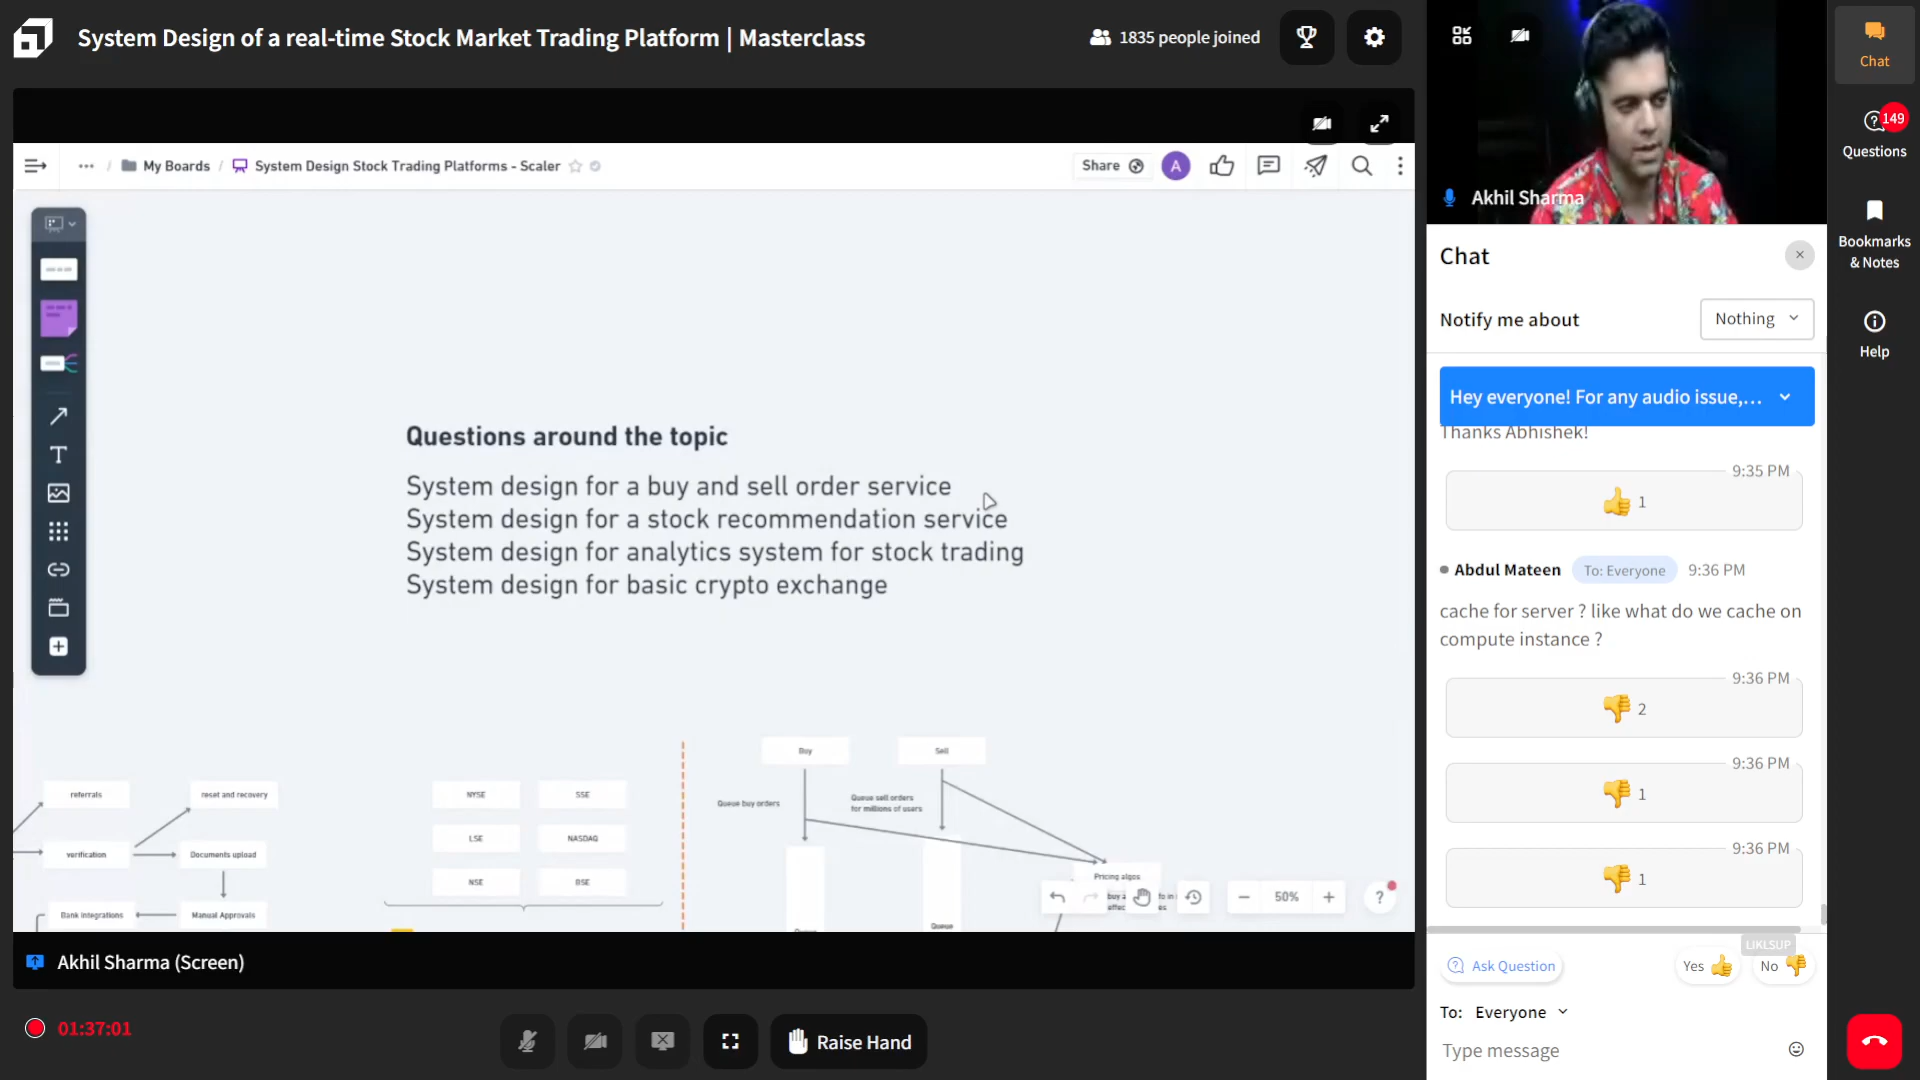 System Design of a real-time Stock Market Trading Platform | Masterclass
1835 people joined
My Boards / System Design Stock Trading Platforms - Scaler
Share
A
Questions around the topic
System design for a buy and sell order service
System design for a stock recommendation service
System design for analytics system for stock trading
System design for basic crypto exchange
Buy
Sell
referrals
reset and recovery
NYSE
SSE
Queue buy orders
Queue sell orders
for millions of users
LSE
NASDAQ
verification
Documents upload
Pricing algos
NSE
BSE
Bank integrations
Manual Approvals
Queue
50%
?
Akhil Sharma (Screen)
01:37:01
Raise Hand
Akhil Sharma
Chat
Notify me about
Nothing
Hey everyone! For any audio issue,...
Thanks Abhishek!
9:35 PM
1
Abdul Mateen To: Everyone 9:36 PM
cache for server ? like what do we cache on
compute instance ?
9:36 PM
2
9:36 PM
1
9:36 PM
1
LIKLSUP
Ask Question
Yes
No
To: Everyone
Type message
Chat
149
Questions
Bookmarks
& Notes
Help